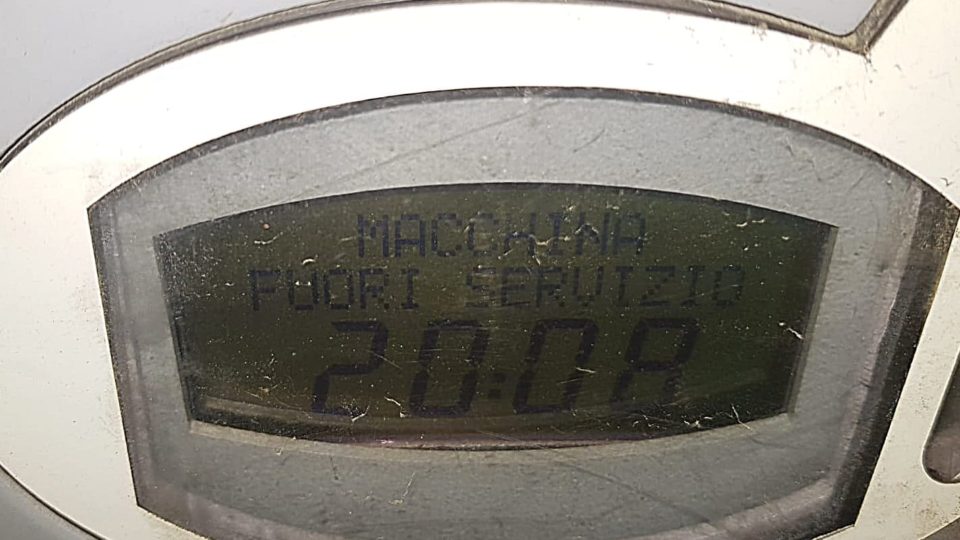 MACCHINA
FUORI SERVIZIO
20:0A